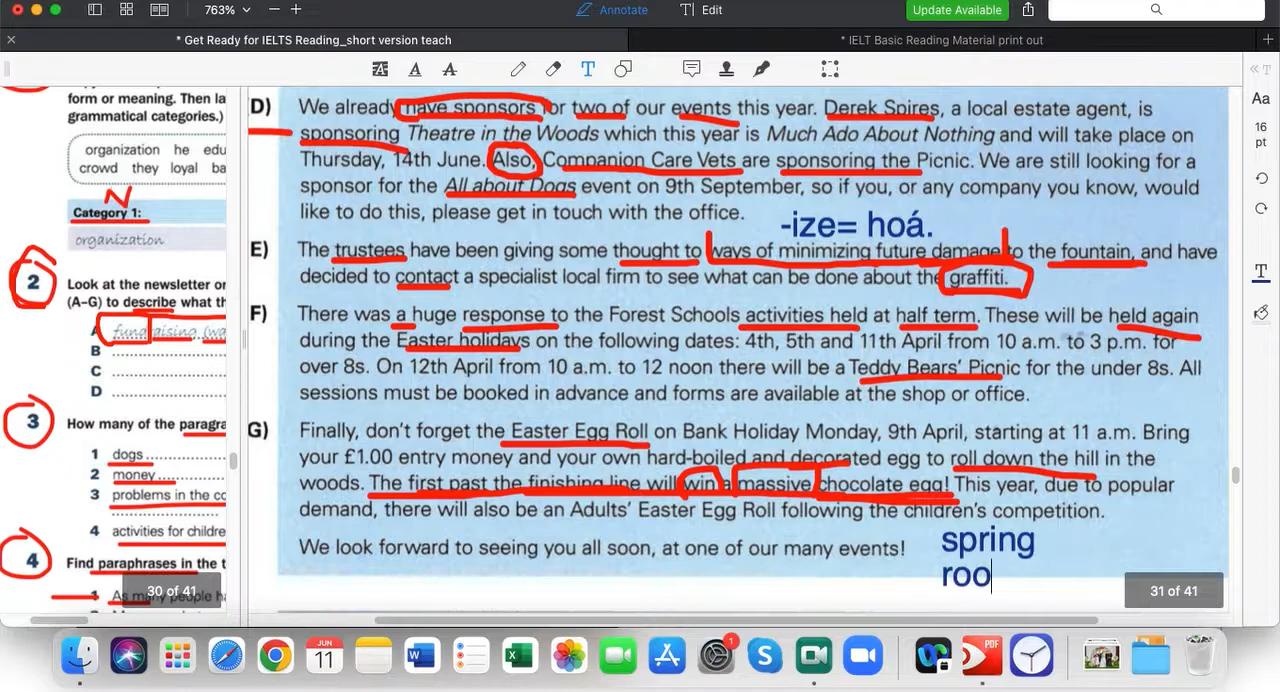 763%
Annotate
Edit
Update Available
* Get Ready for IELTS Reading_short version teach
* IELT Basic Reading Material print out
form or meaning. Then la
grammatical categories.)
organization he edu
crowd they loyal ba
N
Category 1:
organization
2 Look at the newsletter or
(A–G) to describe what t
A fundraising (wa
B
C
D
3 How many of the paragra
1 dogs
2 money
3 problems in the co
4 activities for childre
4 Find paraphrases in the t
1 As many people ha
30 of 41
D) We already have sponsors for two of our events this year. Derek Spires, a local estate agent, is
sponsoring Theatre in the Woods which this year is Much Ado About Nothing and will take place on
Thursday, 14th June. Also, Companion Care Vets are sponsoring the Picnic. We are still looking for a
sponsor for the All about Dogs event on 9th September, so if you, or any company you know, would
like to do this, please get in touch with the office.
-ize= hoá.
E) The trustees have been giving some thought to ways of minimizing future damage to the fountain, and have
decided to contact a specialist local firm to see what can be done about the graffiti.
F) There was a huge response to the Forest Schools activities held at half term. These will be held again
during the Easter holidays on the following dates: 4th, 5th and 11th April from 10 a.m. to 3 p.m. for
over 8s. On 12th April from 10 a.m. to 12 noon there will be a Teddy Bears' Picnic for the under 8s. All
sessions must be booked in advance and forms are available at the shop or office.
G) Finally, don't forget the Easter Egg Roll on Bank Holiday Monday, 9th April, starting at 11 a.m. Bring
your £1.00 entry money and your own hard-boiled and decorated egg to roll down the hill in the
woods. The first past the finishing line will win a massive chocolate egg! This year, due to popular
demand, there will also be an Adults' Easter Egg Roll following the children's competition.
We look forward to seeing you all soon, at one of our many events!
spring
roo
31 of 41
T
Aa
16
pt
T
JUN
11
1
PDF